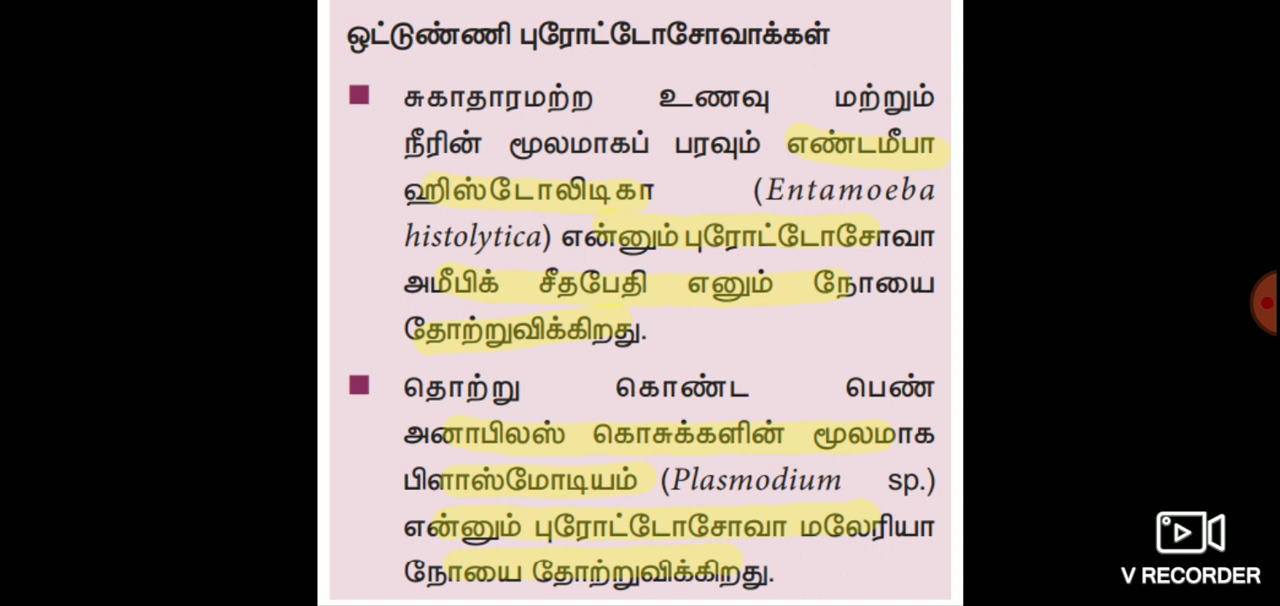 ஒட்டுண்ணி புரோட்டோசோவாக்கள்
சுகாதாரமற்ற உணவு மற்றும்
நீரின் மூலமாகப் பரவும் எண்டமீபா
ஹிஸ்டோலிடிகா (Entamoeba
histolytica) என்னும் புரோட்டோசோவா
அமீபிக் சீதபேதி எனும் நோயை
தோற்றுவிக்கிறது.
தொற்று கொண்ட பெண்
அனாபிலஸ் கொசுக்களின் மூலமாக
பிளாஸ்மோடியம் (Plasmodium sp.)
என்னும் புரோட்டோசோவா மலேரியா
நோயை தோற்றுவிக்கிறது.
V RECORDER